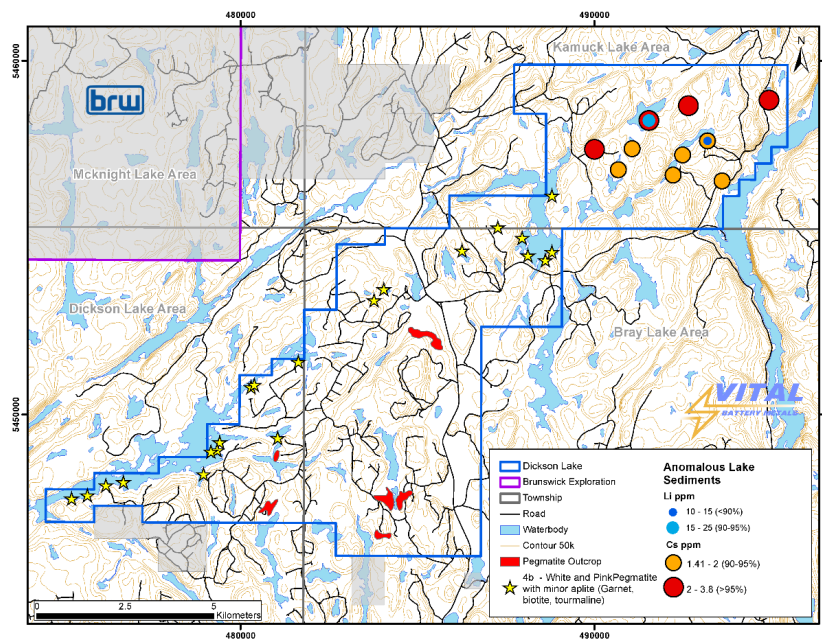 480000
490000
5460000
Kamuck Lake Area
N
brw
Mcknight Lake Area
Dickson Lake Area
Bray Lake Area
VITAL
BATTERY METALS
5450000
Dickson Lake
Brunswick Exploration
Township
Road
Waterbody
Contour 50k
Pegmatite Outcrop
4b - White and PinkPegmatite
with minor aplite (Garnet,
biotite, tourmaline)
Anomalous Lake
Sediments
Li ppm
10 - 15 (<90%)
15 - 25 (90-95%)
Cs ppm
1.41 - 2 (90-95%)
2 - 3.8 (>95%)
0 2.5 5
Kilometers
480000
490000